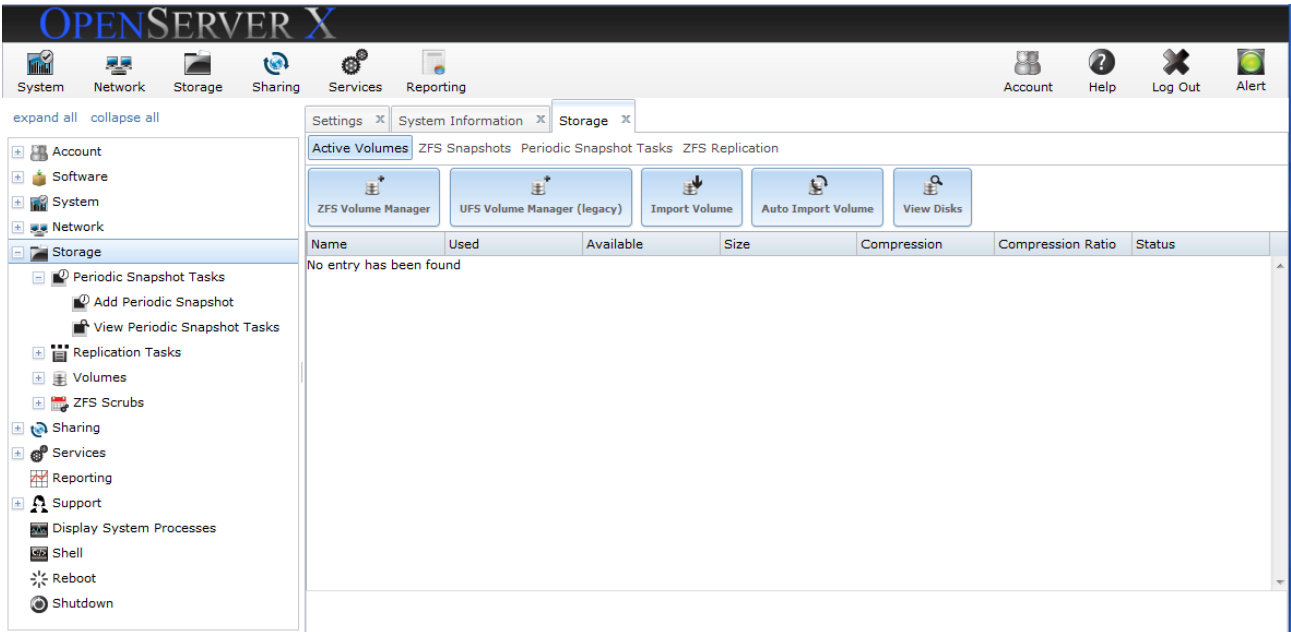 OPENSERVER X
System Network Storage Sharing Services Reporting Account Help Log Out Alert
expand all collapse all
Settings X System Information X Storage X
Active Volumes ZFS Snapshots Periodic Snapshot Tasks ZFS Replication
ZFS Volume Manager UFS Volume Manager (legacy) Import Volume Auto Import Volume View Disks
Name Used Available Size Compression Compression Ratio Status
No entry has been found
Account
Software
System
Network
Storage
Periodic Snapshot Tasks
Add Periodic Snapshot
View Periodic Snapshot Tasks
Replication Tasks
Volumes
ZFS Scrubs
Sharing
Services
Reporting
Support
Display System Processes
Shell
Reboot
Shutdown